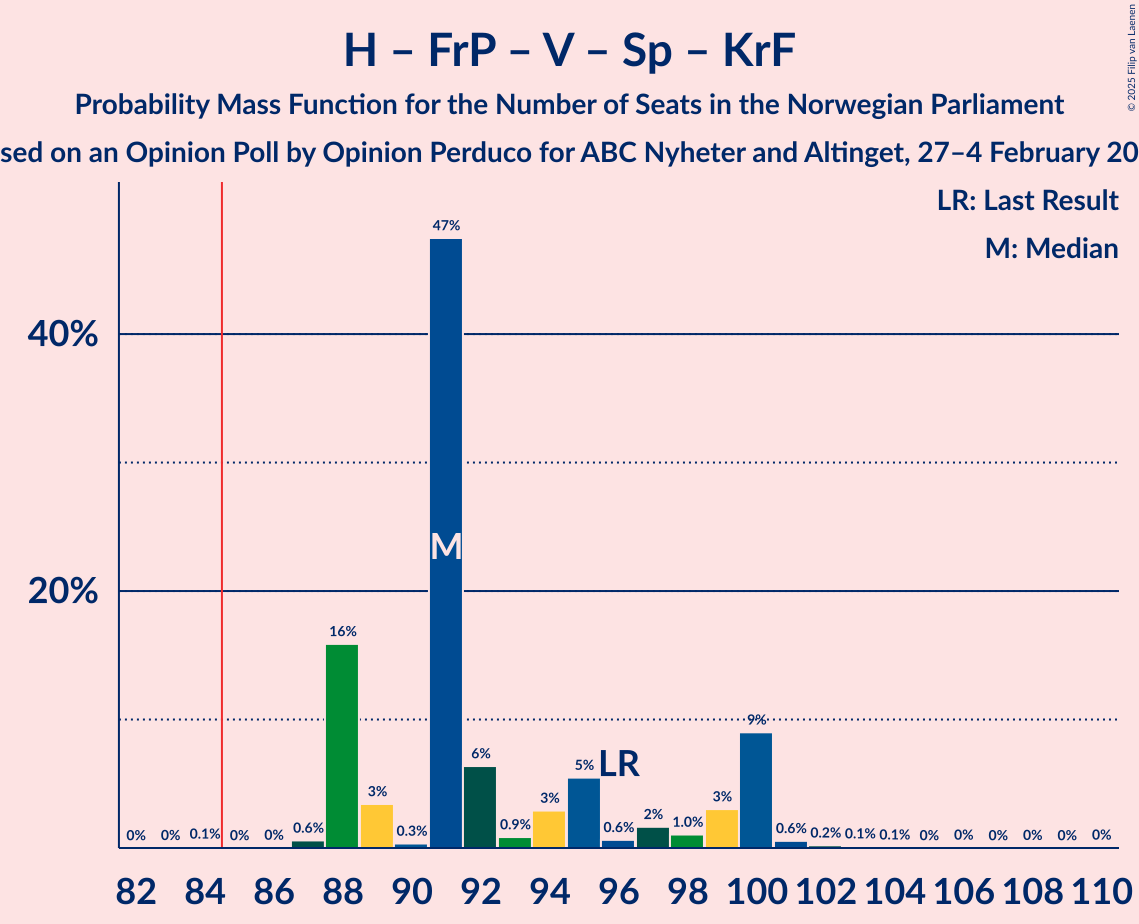 H – FrP – V – Sp – KrF
Probability Mass Function for the Number of Seats in the Norwegian Parliament
sed on an Opinion Poll by Opinion Perduco for ABC Nyheter and Altinget, 27–4 February 20
© 2025 Filip van Laenen
LR: Last Result
M: Median
40%
20%
47%
M
16%
9%
6%
5%
LR
3%
3%
3%
2%
0% 0% 0.1% 0% 0% 0.6% 0.3% 0.9% 0.6% 1.0% 0.6% 0.2% 0.1% 0.1% 0% 0% 0% 0% 0% 0%
82 84 86 88 90 92 94 96 98 100 102 104 106 108 110